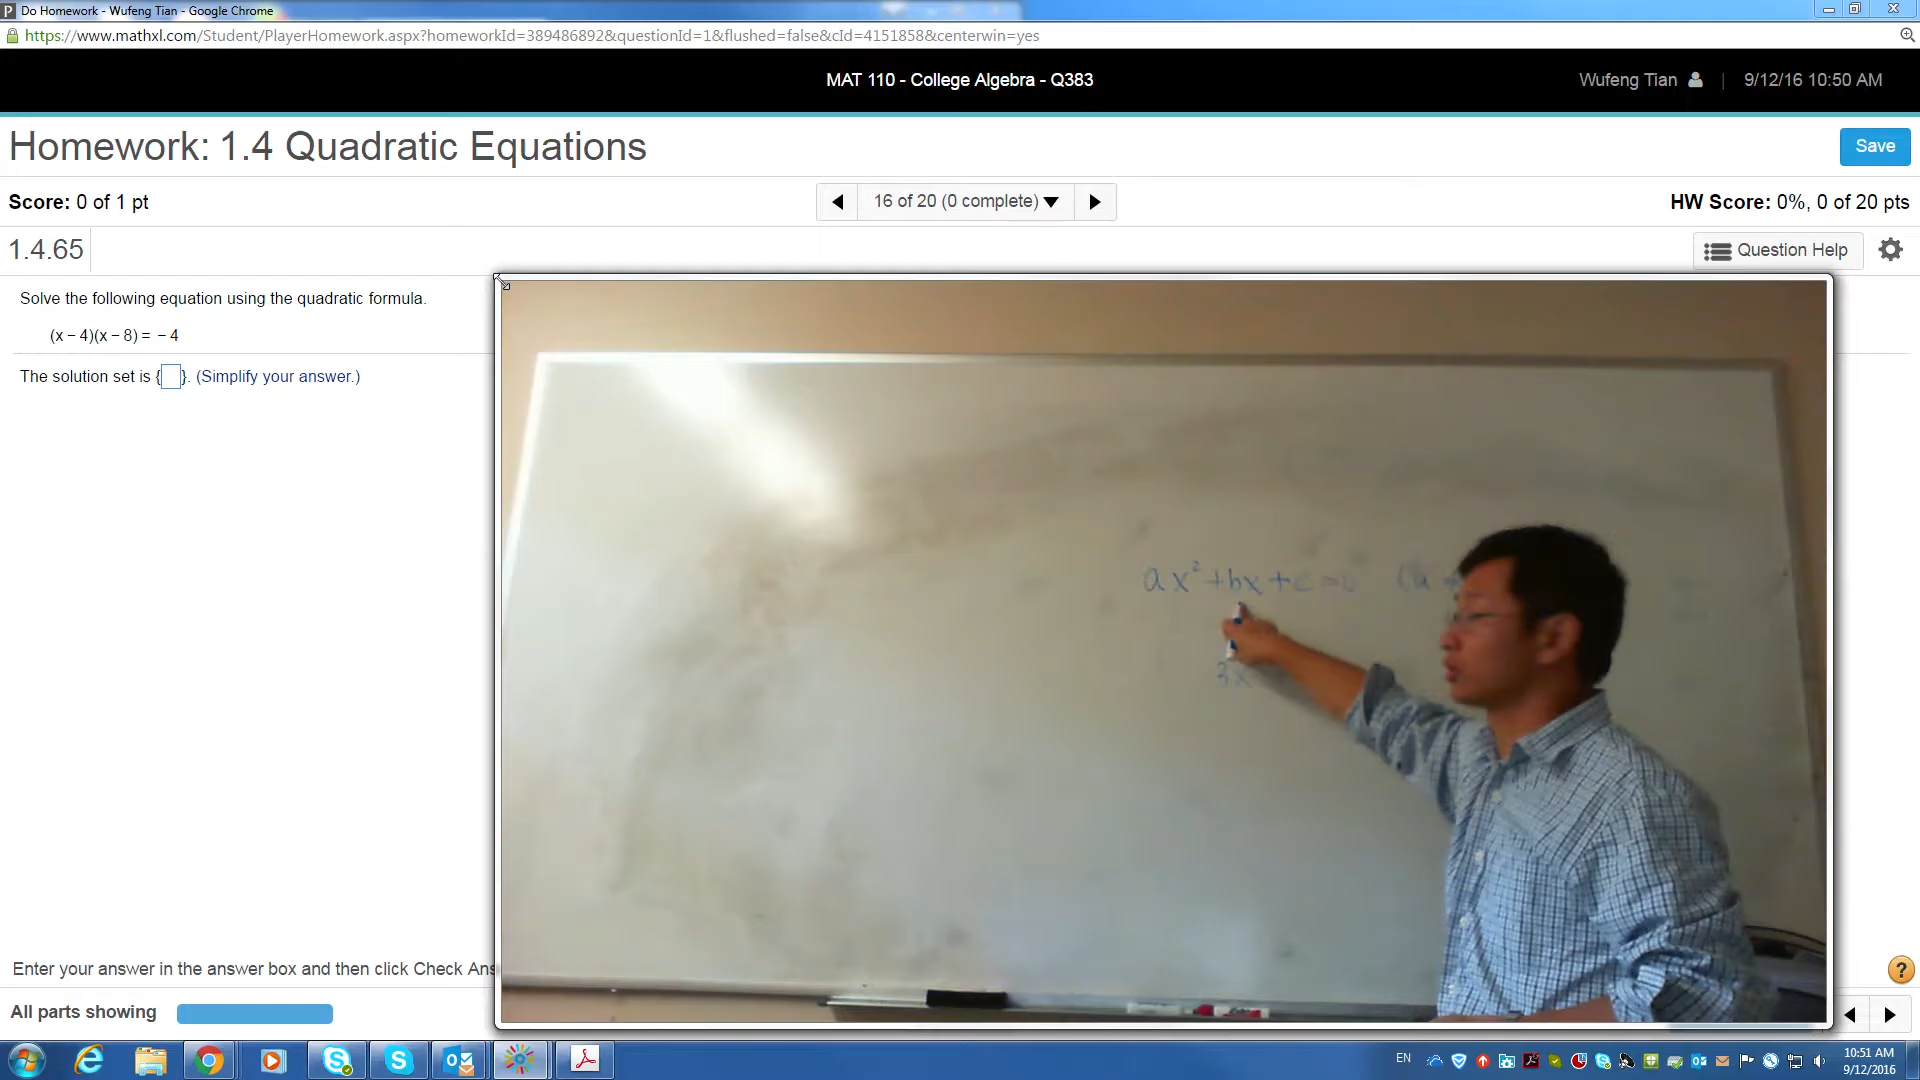 Do Homework - Wufeng Tian - Google Chrome
https://www.mathxl.com/Student/PlayerHomework.aspx?homeworkId=389486892&questionId=1&flushed=false&cId=4151858&centerwin=yes
MAT 110 - College Algebra - Q383
Wufeng Tian | 9/12/16 10:50 AM
Homework: 1.4 Quadratic Equations
Save
Score: 0 of 1 pt
16 of 20 (0 complete)
HW Score: 0%, 0 of 20 pts
1.4.65
Question Help
Solve the following equation using the quadratic formula.
(x − 4)(x − 8) = − 4
The solution set is { }. (Simplify your answer.)
ax² + bx + c = 0 (a
3x
Enter your answer in the answer box and then click Check Ans
?
All parts showing
EN
10:51 AM
9/12/2016